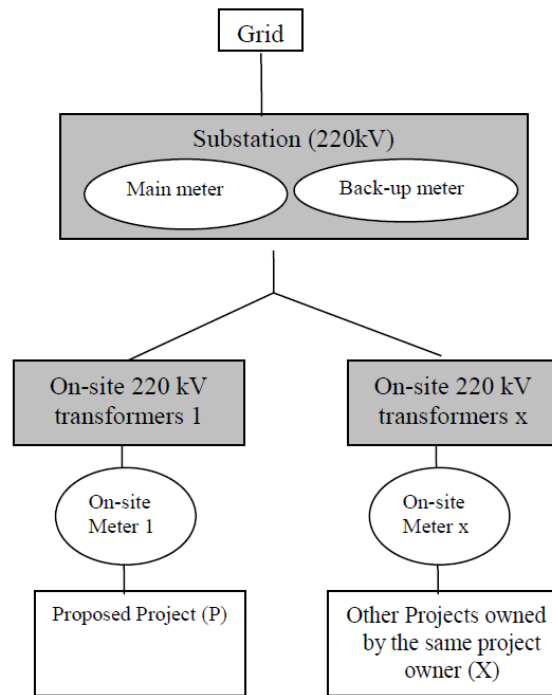 Grid
Substation (220kV)
Main meter
Back-up meter
On-site 220 kV
transformers 1
On-site 220 kV
transformers x
On-site
Meter 1
On-site
Meter x
Proposed Project (P)
Other Projects owned
by the same project
owner (X)